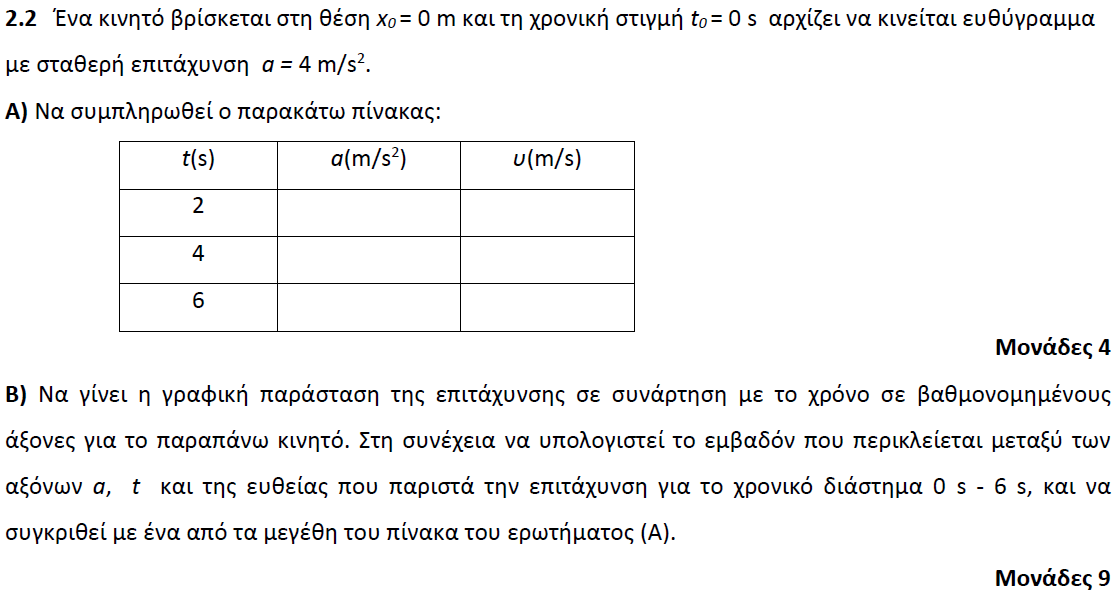 2.2 Ένα κινητό βρίσκεται στη θέση x₀ = 0 m και τη χρονική στιγμή t₀ = 0 s αρχίζει να κινείται ευθύγραμμα
με σταθερή επιτάχυνση a = 4 m/s².
Α) Να συμπληρωθεί ο παρακάτω πίνακας:
t(s) a(m/s²) υ(m/s)
2
4
6
Μονάδες 4
Β) Να γίνει η γραφική παράσταση της επιτάχυνσης σε συνάρτηση με το χρόνο σε βαθμονομημένους
άξονες για το παραπάνω κινητό. Στη συνέχεια να υπολογιστεί το εμβαδόν που περικλείεται μεταξύ των
αξόνων a, t και της ευθείας που παριστά την επιτάχυνση για το χρονικό διάστημα 0 s - 6 s, και να
συγκριθεί με ένα από τα μεγέθη του πίνακα του ερωτήματος (Α).
Μονάδες 9